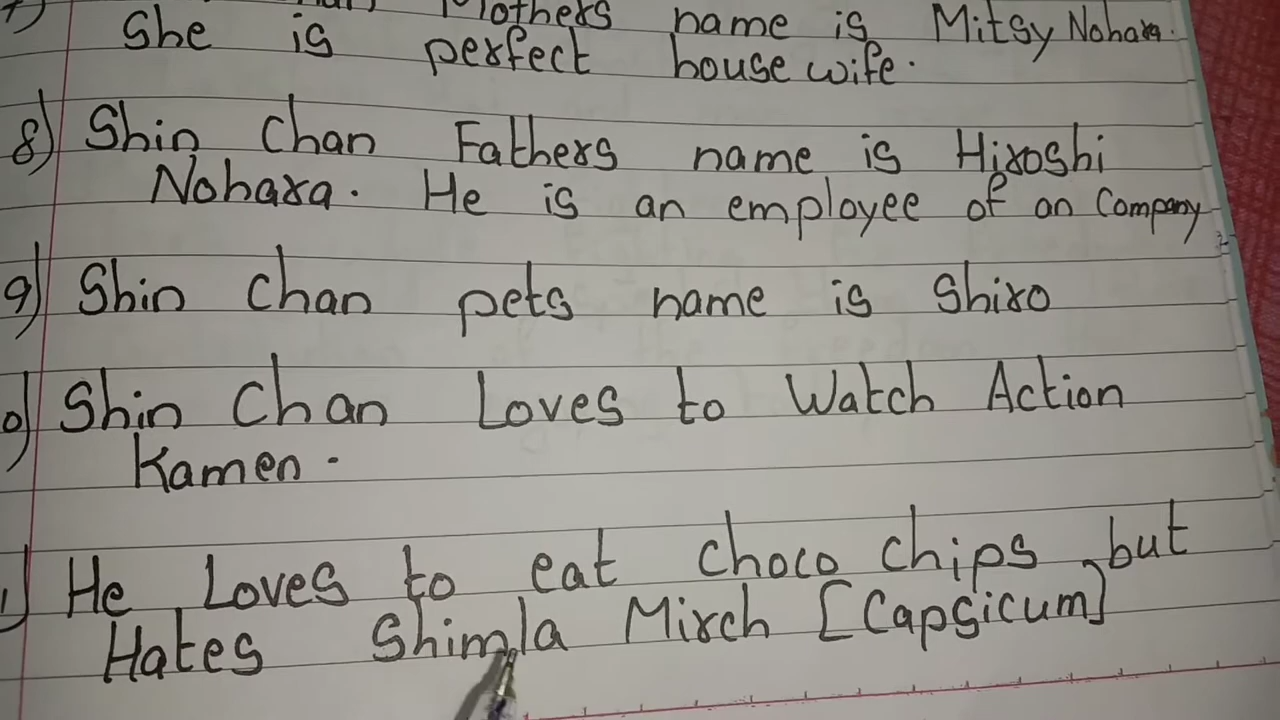 7) Mothers name is Mitsy Nohara.
She is perfect house wife.
8) Shin Chan Fathers name is Hiroshi
Nohara. He is an employee of an Company
9) Shin Chan pets name is Shiro
0) Shin Chan Loves to Watch Action
Kamen.
1) He Loves to eat choco chips, but
Hates Shimla Mirch [Capsicum]